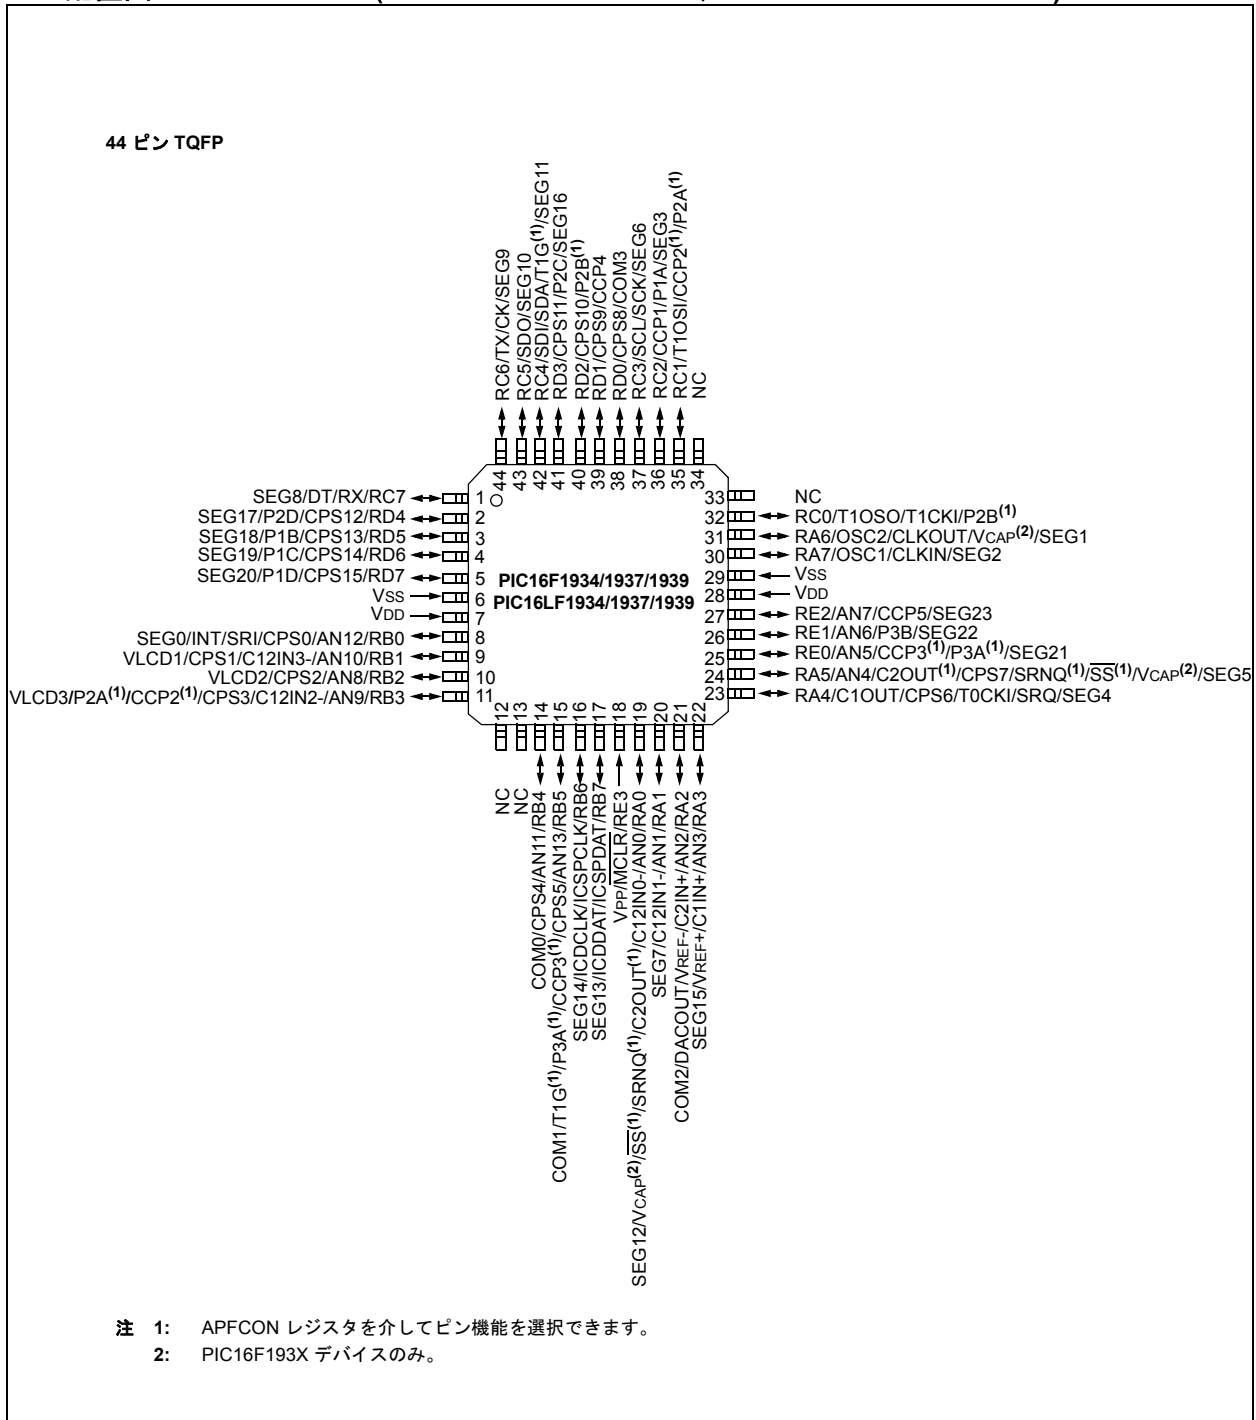 44 ピン TQFP
RC6/TX/CK/SEG9
RC5/SDO/SEG10
RC4/SDI/SDA/T1G(1)/SEG11
RD3/CPS11/P2C/SEG16
RD2/CPS10/P2B(1)
RD1/CPS9/CCP4
RD0/CPS8/COM3
RC3/SCL/SCK/SEG6
RC2/CCP1/P1A/SEG3
RC1/T1OSI/CCP2(1)/P2A(1)
NC
44
43
42
41
40
39
38
37
36
35
34
SEG8/DT/RX/RC7 1
SEG17/P2D/CPS12/RD4 2
SEG18/P1B/CPS13/RD5 3
SEG19/P1C/CPS14/RD6 4
SEG20/P1D/CPS15/RD7 5
VSS 6
VDD 7
SEG0/INT/SRI/CPS0/AN12/RB0 8
VLCD1/CPS1/C12IN3-/AN10/RB1 9
VLCD2/CPS2/AN8/RB2 10
VLCD3/P2A(1)/CCP2(1)/CPS3/C12IN2-/AN9/RB3 11
PIC16F1934/1937/1939
PIC16LF1934/1937/1939
33 NC
32 RC0/T1OSO/T1CKI/P2B(1)
31 RA6/OSC2/CLKOUT/VCAP(2)/SEG1
30 RA7/OSC1/CLKIN/SEG2
29 VSS
28 VDD
27 RE2/AN7/CCP5/SEG23
26 RE1/AN6/P3B/SEG22
25 RE0/AN5/CCP3(1)/P3A(1)/SEG21
24 RA5/AN4/C2OUT(1)/CPS7/SRNQ(1)/SS(1)/VCAP(2)/SEG5
23 RA4/C1OUT/CPS6/T0CKI/SRQ/SEG4
12
13
14
15
16
17
18
19
20
21
22
NC
NC
COM0/CPS4/AN11/RB4
COM1/T1G(1)/P3A(1)/CCP3(1)/CPS5/AN13/RB5
SEG14/ICDCLK/ICSPCLK/RB6
SEG13/ICDDAT/ICSPDAT/RB7
VPP/MCLR/RE3
SEG12/VCAP(2)/SS(1)/SRNQ(1)/C2OUT(1)/C12IN0-/AN0/RA0
SEG7/C12IN1-/AN1/RA1
COM2/DACOUT/VREF-/C2IN+/AN2/RA2
SEG15/VREF+/C1IN+/AN3/RA3
注 1: APFCON レジスタを介してピン機能を選択できます。
2: PIC16F193X デバイスのみ。